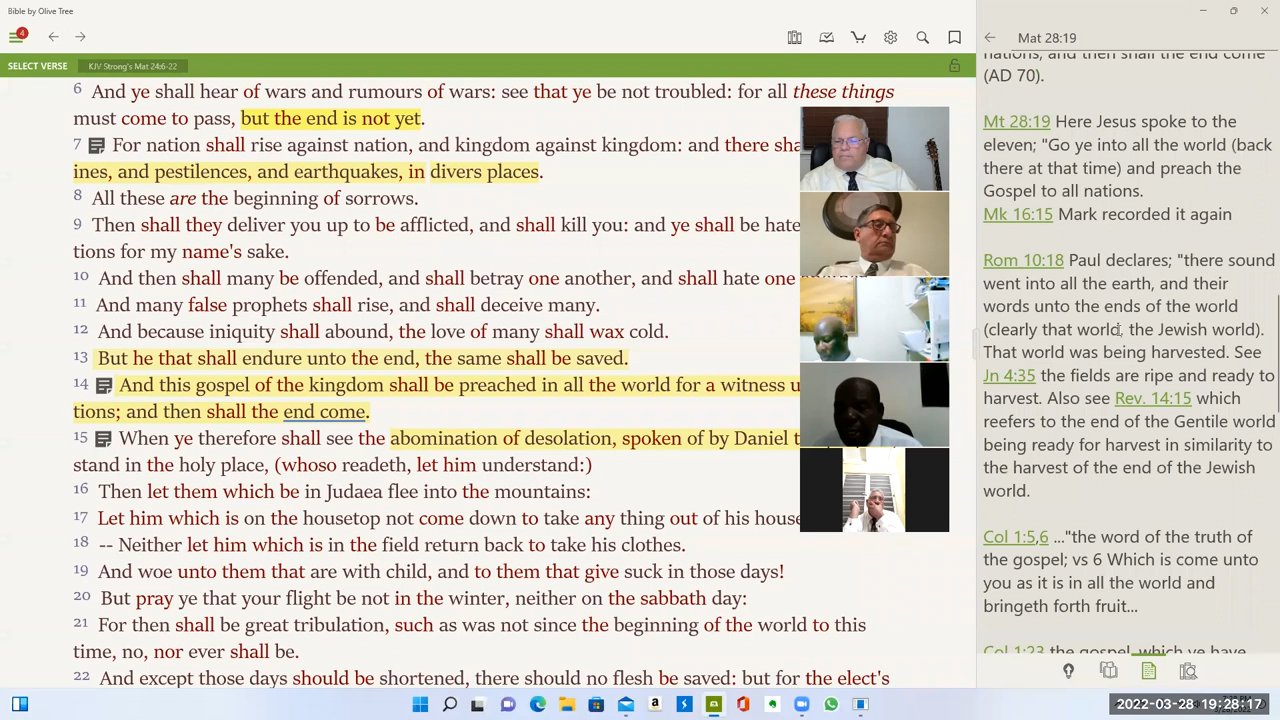 Bible by Olive Tree
4
Mat 28:19
SELECT VERSE
KJV Strong's Mat 24:6-22
6 And ye shall hear of wars and rumours of wars: see that ye be not troubled: for all these things
must come to pass, but the end is not yet.
7 For nation shall rise against nation, and kingdom against kingdom: and there sha
ines, and pestilences, and earthquakes, in divers places.
8 All these are the beginning of sorrows.
9 Then shall they deliver you up to be afflicted, and shall kill you: and ye shall be hate
tions for my name's sake.
10 And then shall many be offended, and shall betray one another, and shall hate one
11 And many false prophets shall rise, and shall deceive many.
12 And because iniquity shall abound, the love of many shall wax cold.
13 But he that shall endure unto the end, the same shall be saved.
14 And this gospel of the kingdom shall be preached in all the world for a witness u
tions; and then shall the end come.
15 When ye therefore shall see the abomination of desolation, spoken of by Daniel t
stand in the holy place, (whoso readeth, let him understand:)
16 Then let them which be in Judaea flee into the mountains:
17 Let him which is on the housetop not come down to take any thing out of his house
18 -- Neither let him which is in the field return back to take his clothes.
19 And woe unto them that are with child, and to them that give suck in those days!
20 But pray ye that your flight be not in the winter, neither on the sabbath day:
21 For then shall be great tribulation, such as was not since the beginning of the world to this
time, no, nor ever shall be.
22 And except those days should be shortened, there should no flesh be saved: but for the elect's
nations, and then shall the end come
(AD 70).
Mt 28:19 Here Jesus spoke to the
eleven; "Go ye into all the world (back
there at that time) and preach the
Gospel to all nations.
Mk 16:15 Mark recorded it again
Rom 10:18 Paul declares; "there sound
went into all the earth, and their
words unto the ends of the world
(clearly that world, the Jewish world).
That world was being harvested. See
Jn 4:35 the fields are ripe and ready to
harvest. Also see Rev. 14:15 which
reefers to the end of the Gentile world
being ready for harvest in similarity to
the harvest of the end of the Jewish
world.
Col 1:5,6 ..."the word of the truth of
the gospel; vs 6 Which is come unto
you as it is in all the world and
bringeth forth fruit...
Col 1:23 the gospel, which ye have
2022-03-28 19:28:17